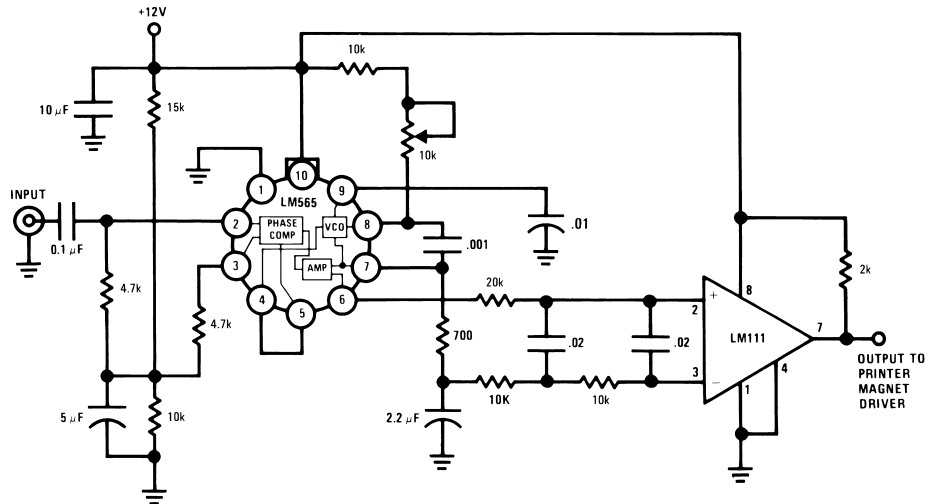 +12V
10k
10 µF
15k
10k
INPUT
1
10
9
LM565
2
PHASE COMP
VCO
8
.01
0.1 µF
.001
3
AMP
7
4.7k
4
5
6
20k
2k
4.7k
700
.02
.02
+
2
8
LM111
7
3
−
4
1
OUTPUT TO
PRINTER
MAGNET
DRIVER
10K
10k
5 µF
10k
2.2 µF